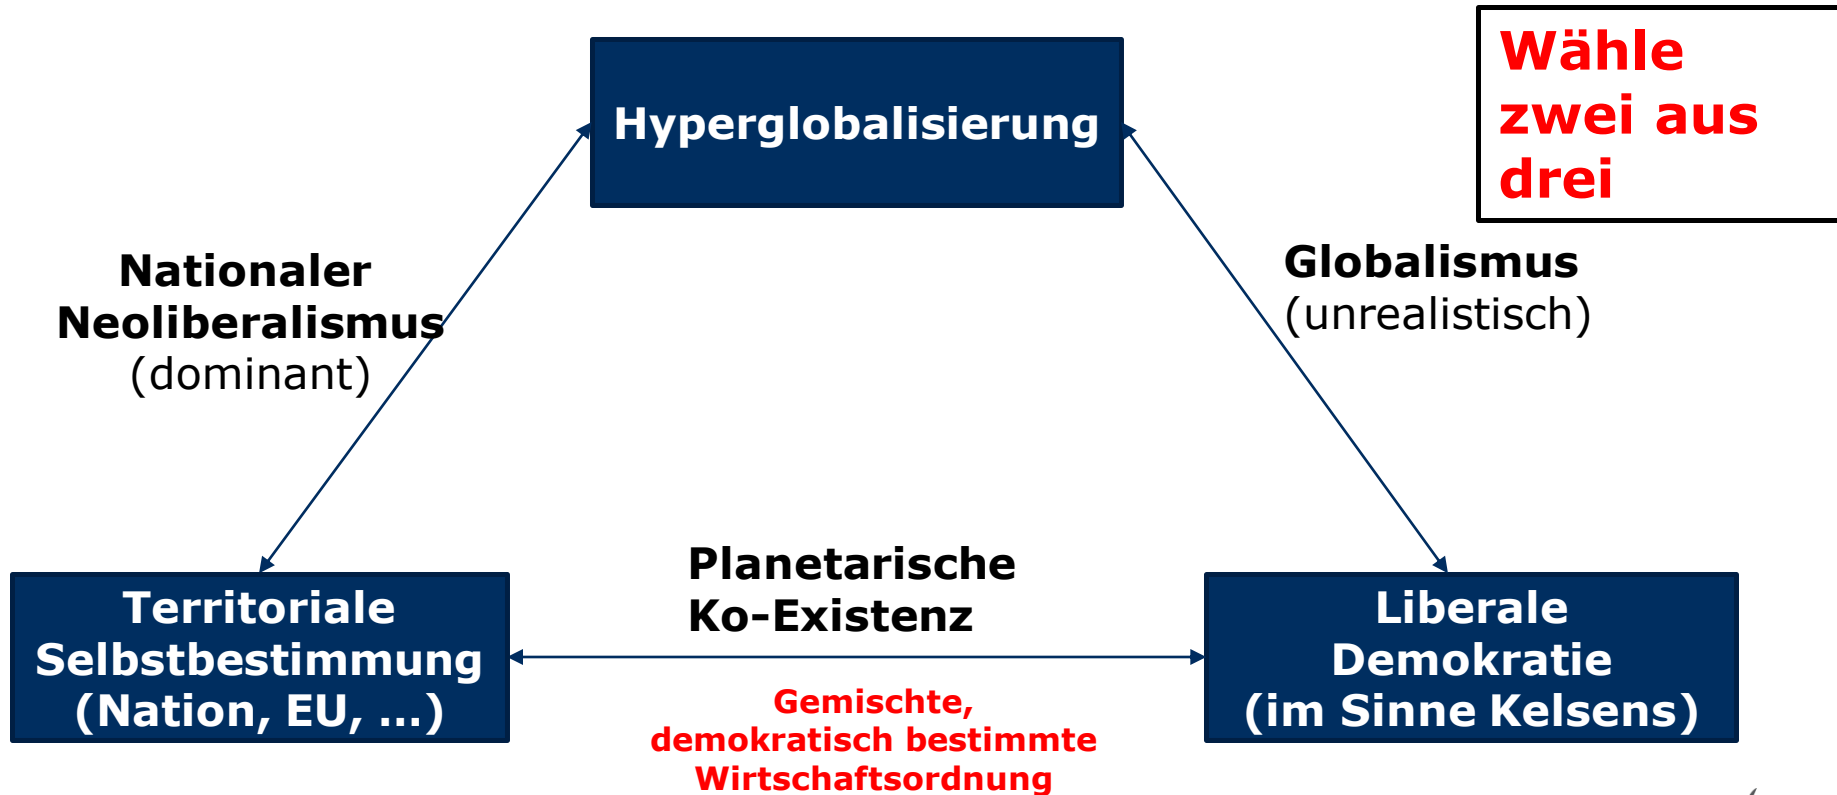 Hyperglobalisierung
Wähle
zwei aus
drei
Nationaler
Neoliberalismus
(dominant)
Globalismus
(unrealistisch)
Planetarische
Ko-Existenz
Territoriale
Selbstbestimmung
(Nation, EU, …)
Liberale
Demokratie
(im Sinne Kelsens)
Gemischte,
demokratisch bestimmte
Wirtschaftsordnung